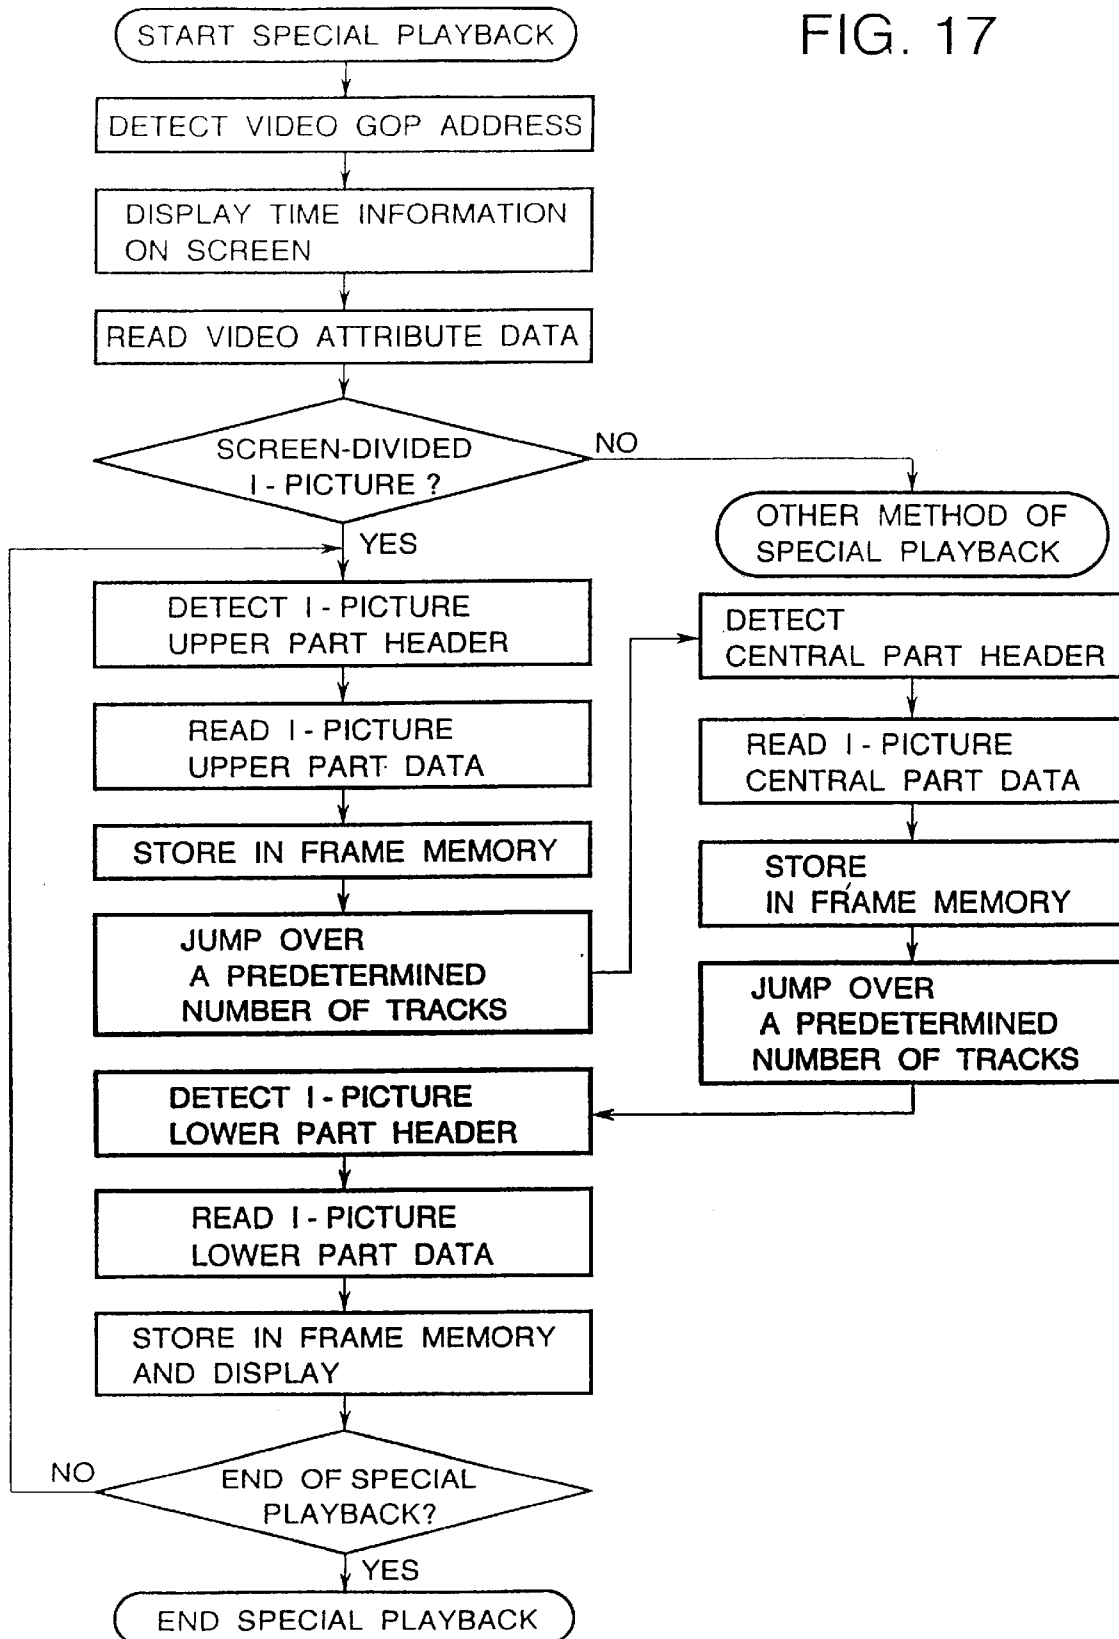 FIG. 17
START SPECIAL PLAYBACK
DETECT VIDEO GOP ADDRESS
DISPLAY TIME INFORMATION
ON SCREEN
READ VIDEO ATTRIBUTE DATA
SCREEN-DIVIDED
I - PICTURE ?
NO
YES
OTHER METHOD OF
SPECIAL PLAYBACK
DETECT I - PICTURE
UPPER PART HEADER
READ I - PICTURE
UPPER PART DATA
STORE IN FRAME MEMORY
JUMP OVER
A PREDETERMINED
NUMBER OF TRACKS
DETECT
CENTRAL PART HEADER
READ I - PICTURE
CENTRAL PART DATA
STORE
IN FRAME MEMORY
JUMP OVER
A PREDETERMINED
NUMBER OF TRACKS
DETECT I - PICTURE
LOWER PART HEADER
READ I - PICTURE
LOWER PART DATA
STORE IN FRAME MEMORY
AND DISPLAY
END OF SPECIAL
PLAYBACK?
NO
YES
END SPECIAL PLAYBACK